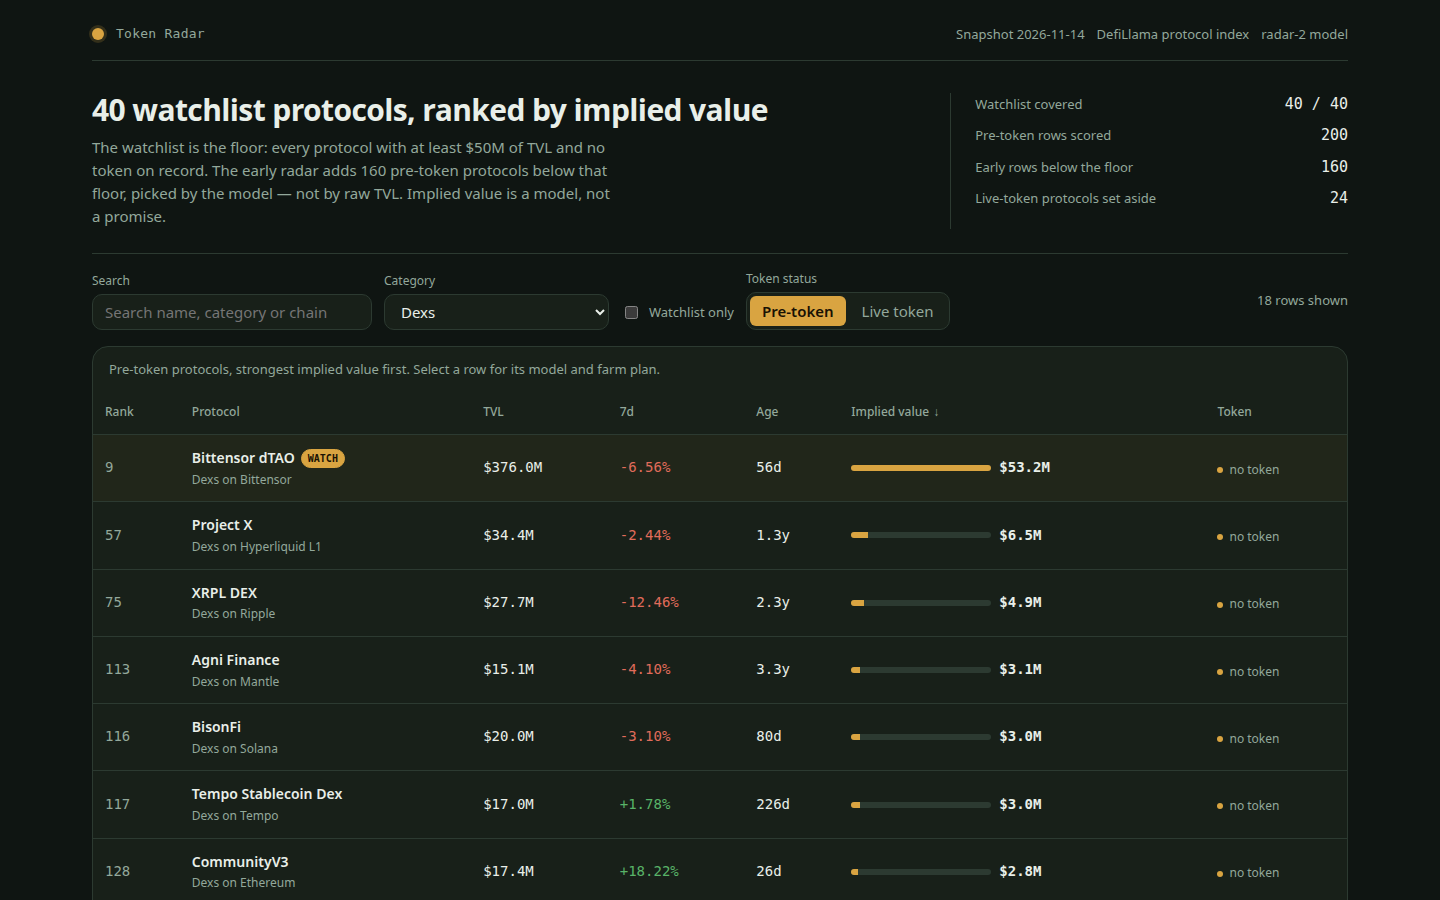 Token Radar
Snapshot 2026-11-14 DefiLlama protocol index radar-2 model
40 watchlist protocols, ranked by implied value
The watchlist is the floor: every protocol with at least $50M of TVL and no
token on record. The early radar adds 160 pre-token protocols below that
floor, picked by the model — not by raw TVL. Implied value is a model, not
a promise.
Watchlist covered 40 / 40
Pre-token rows scored 200
Early rows below the floor 160
Live-token protocols set aside 24
Search
Search name, category or chain
Category
Dexs
Watchlist only
Token status
Pre-token Live token
18 rows shown
Pre-token protocols, strongest implied value first. Select a row for its model and farm plan.
Rank Protocol TVL 7d Age Implied value ↓ Token
9 Bittensor dTAO WATCH $376.0M -6.56% 56d $53.2M no token
Dexs on Bittensor
57 Project X $34.4M -2.44% 1.3y $6.5M no token
Dexs on Hyperliquid L1
75 XRPL DEX $27.7M -12.46% 2.3y $4.9M no token
Dexs on Ripple
113 Agni Finance $15.1M -4.10% 3.3y $3.1M no token
Dexs on Mantle
116 BisonFi $20.0M -3.10% 80d $3.0M no token
Dexs on Solana
117 Tempo Stablecoin Dex $17.0M +1.78% 226d $3.0M no token
Dexs on Tempo
128 CommunityV3 $17.4M +18.22% 26d $2.8M no token
Dexs on Ethereum